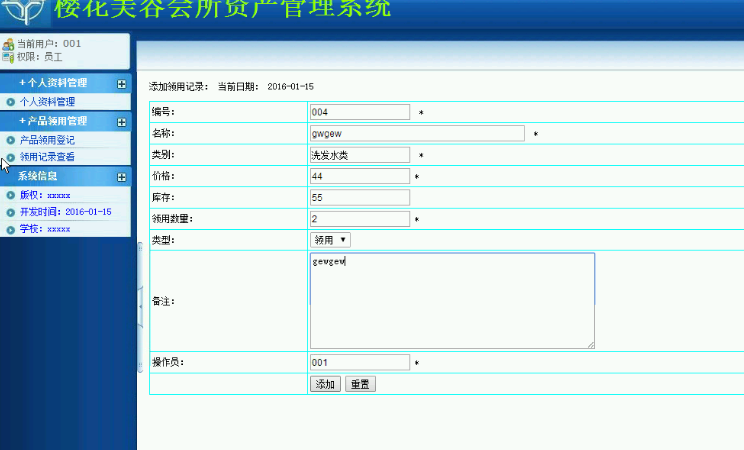 樱花美容会所资产管理系统
当前用户：001
权限：员工
+个人资料管理
个人资料管理
+产品领用管理
产品领用登记
领用记录查看
系统信息
版权：xxxxx
开发时间：2016-01-15
学校：xxxxx
添加领用记录： 当前日期： 2016-01-15
编号： 004 *
名称： gwgew *
类别： 洗发水类 *
价格： 44 *
库存： 55
领用数量： 2 *
类型： 领用 ▼
备注： gewgew
操作员： 001 *
添加 重置